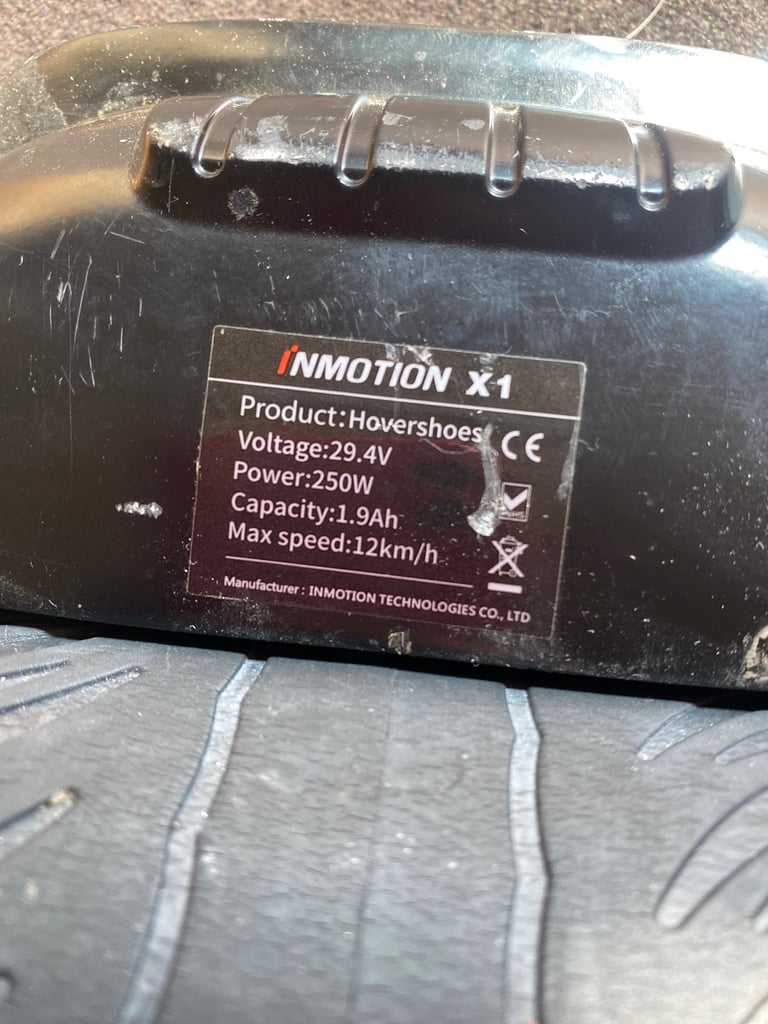 INMOTION X1
Product:Hovershoes
Voltage:29.4V
Power:250W
Capacity:1.9Ah
Max speed:12km/h
CE
Manufacturer : INMOTION TECHNOLOGIES CO., LTD